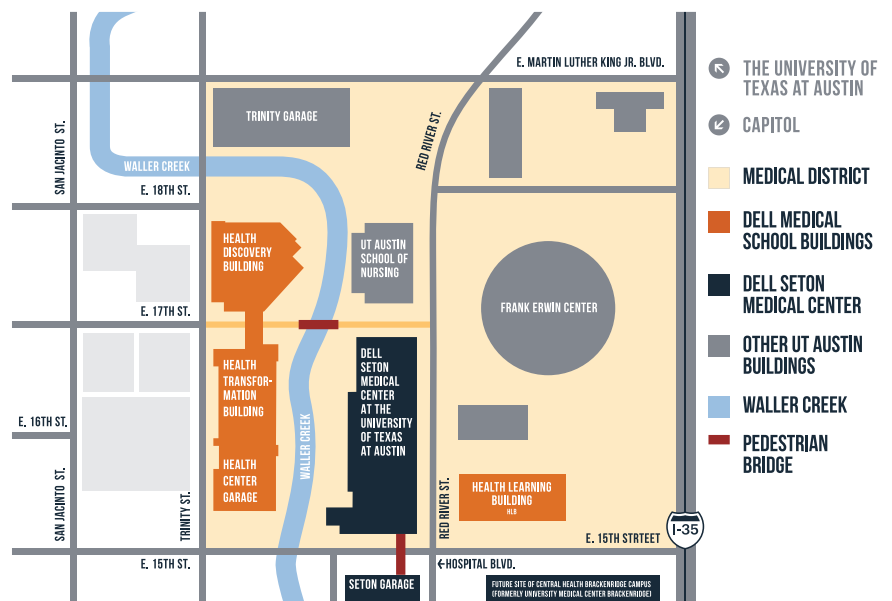 E. MARTIN LUTHER KING JR. BLVD.
THE UNIVERSITY OF
TEXAS AT AUSTIN
CAPITOL
MEDICAL DISTRICT
DELL MEDICAL
SCHOOL BUILDINGS
DELL SETON
MEDICAL CENTER
OTHER UT AUSTIN
BUILDINGS
WALLER CREEK
PEDESTRIAN
BRIDGE
TRINITY GARAGE
RED RIVER ST.
SAN JACINTO ST.
WALLER CREEK
E. 18TH ST.
HEALTH
DISCOVERY
BUILDING
UT AUSTIN
SCHOOL OF
NURSING
FRANK ERWIN CENTER
E. 17TH ST.
HEALTH
TRANSFOR-
MATION
BUILDING
DELL
SETON
MEDICAL
CENTER
AT THE
UNIVERSITY
OF TEXAS
AT AUSTIN
E. 16TH ST.
WALLER CREEK
HEALTH
CENTER
GARAGE
SAN JACINTO ST.
TRINITY ST.
RED RIVER ST.
HEALTH LEARNING
BUILDING
HLB
E. 15TH STRTEET
I-35
E. 15TH ST.
HOSPITAL BLVD.
SETON GARAGE
FUTURE SITE OF CENTRAL HEALTH BRACKENRIDGE CAMPUS
(FORMERLY UNIVERSITY MEDICAL CENTER BRACKENRIDGE)